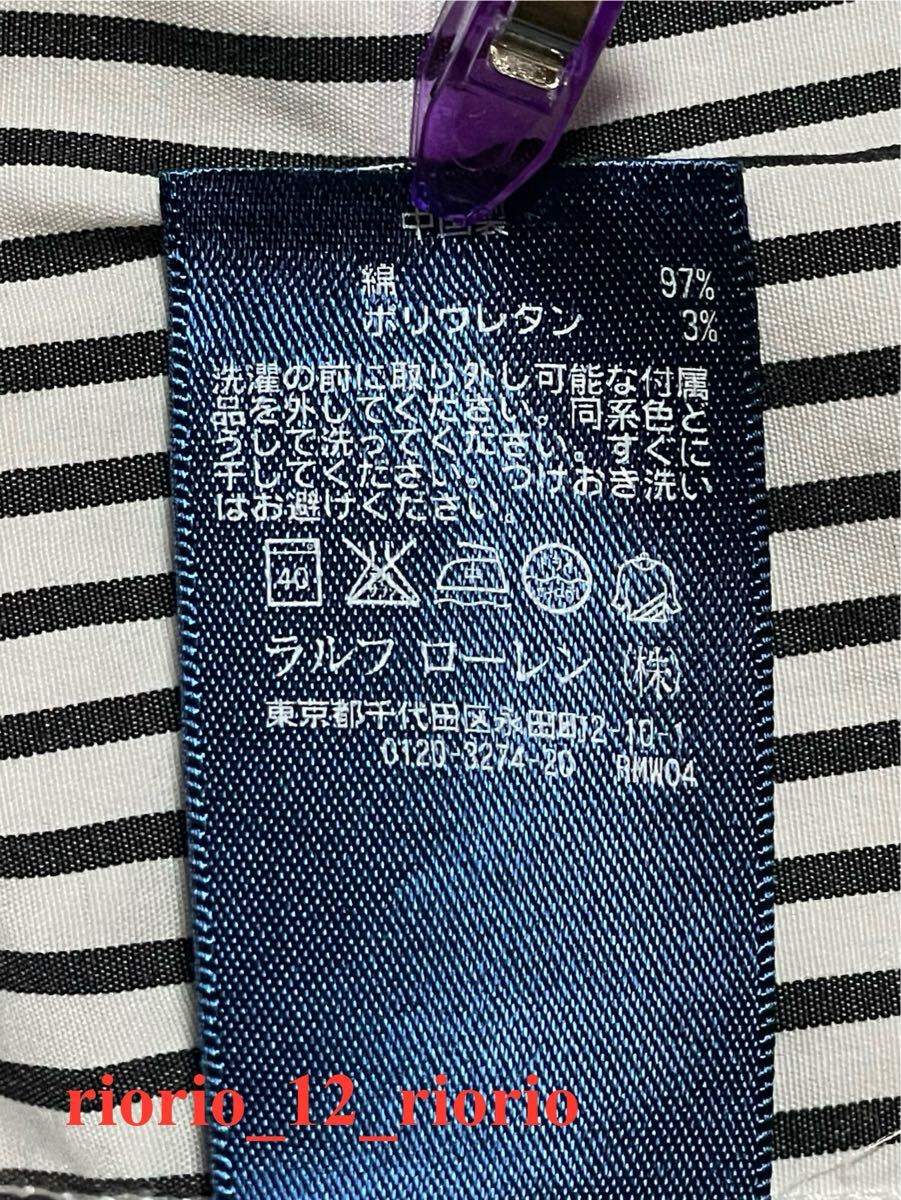 中国製
綿 97%
ポリウレタン 3%
洗濯の前に取り外し可能な付属
品を外してください。同系色ど
うしで洗ってください。すぐに
干してください。つけおき洗い
はお避けください。
40 中
ラルフ ローレン (株)
東京都千代田区永田町2-10-1
0120-3274-20 RMW04
riorio_12_riorio